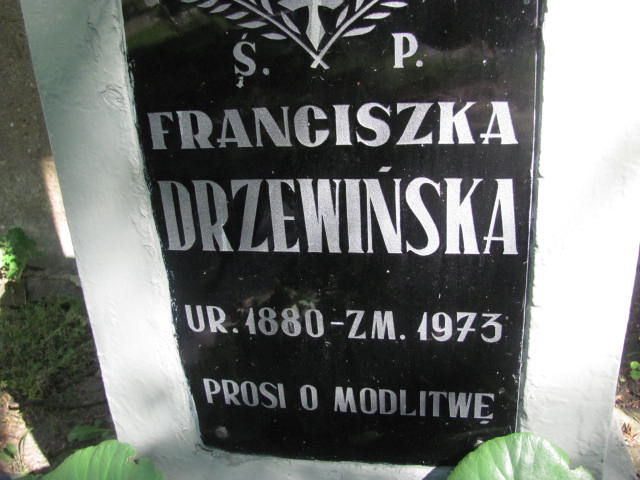 Ś. P.
FRANCISZKA
DRZEWIŃSKA
UR. 1880 - ZM. 1973
PROSI O MODLITWĘ